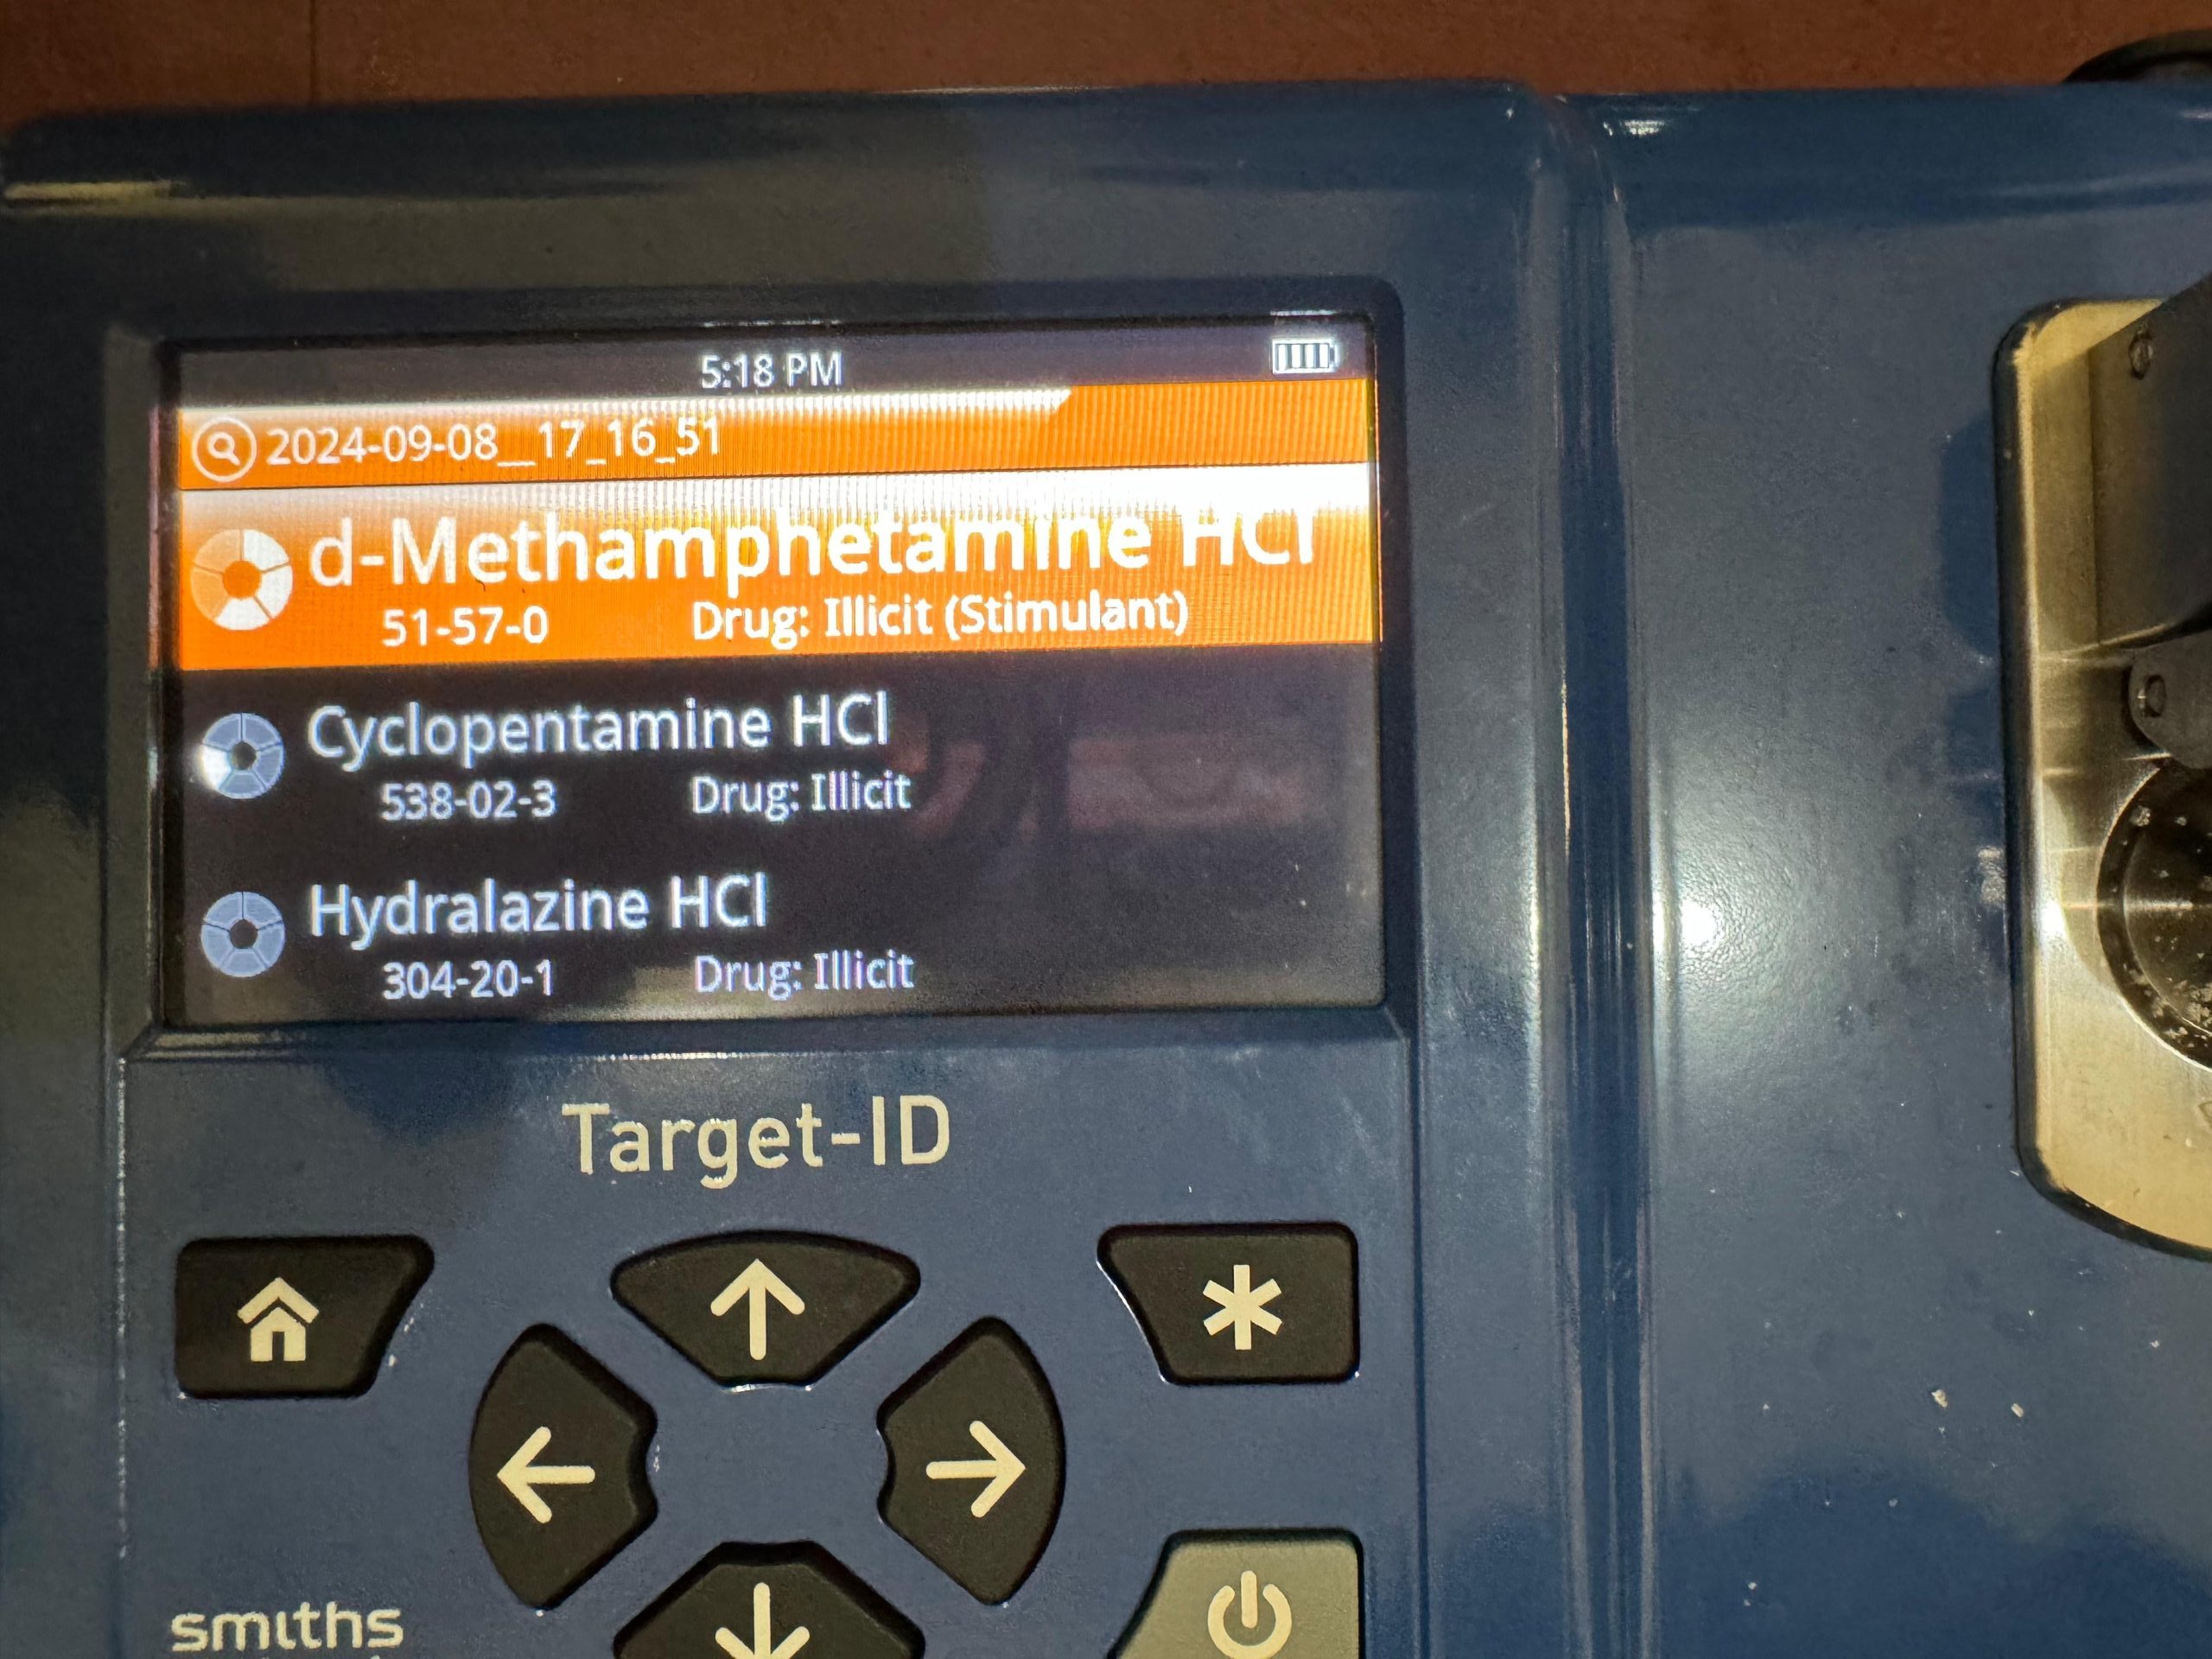 5:18 PM
2024-09-08__17_16_51
d-Methamphetamine HCl
51-57-0 Drug: Illicit (Stimulant)
Cyclopentamine HCl
538-02-3 Drug: Illicit
Hydralazine HCl
304-20-1 Drug: Illicit
Target-ID
smiths